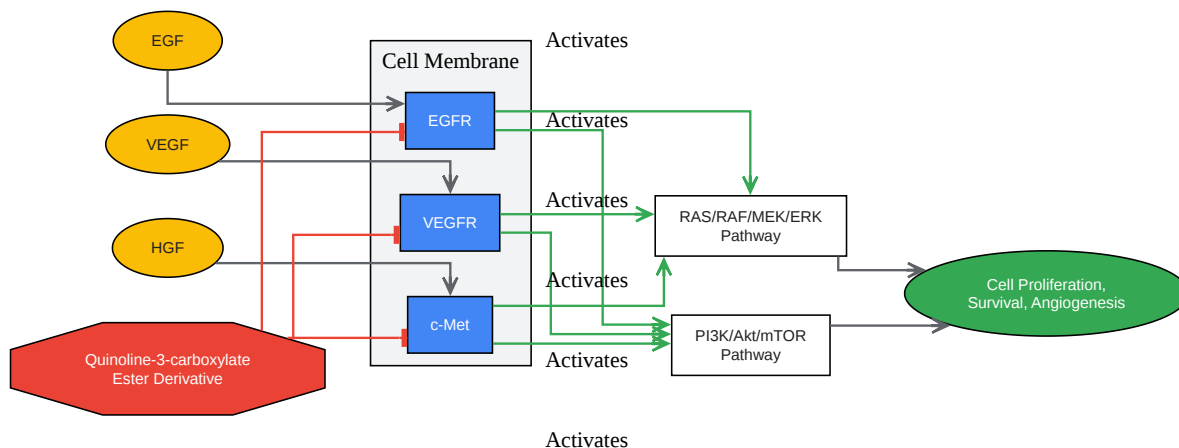 EGF
Activates
Cell Membrane
EGFR
Activates
VEGF
Activates
VEGFR
RAS/RAF/MEK/ERK
Pathway
HGF
Activates
Cell Proliferation,
Survival, Angiogenesis
c-Met
PI3K/Akt/mTOR
Pathway
Activates
Quinoline-3-carboxylate
Ester Derivative
Activates